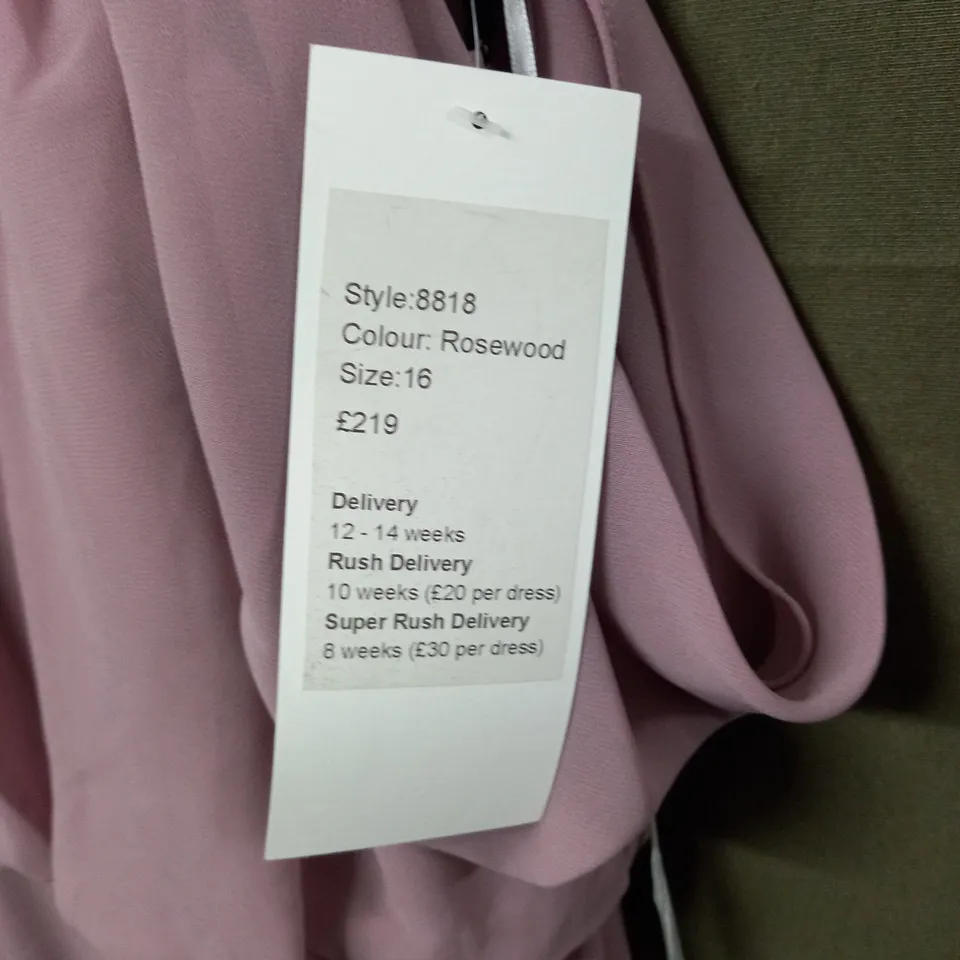 Style:8818
Colour: Rosewood
Size:16
£219
Delivery
12 - 14 weeks
Rush Delivery
10 weeks (£20 per dress)
Super Rush Delivery
8 weeks (£30 per dress)